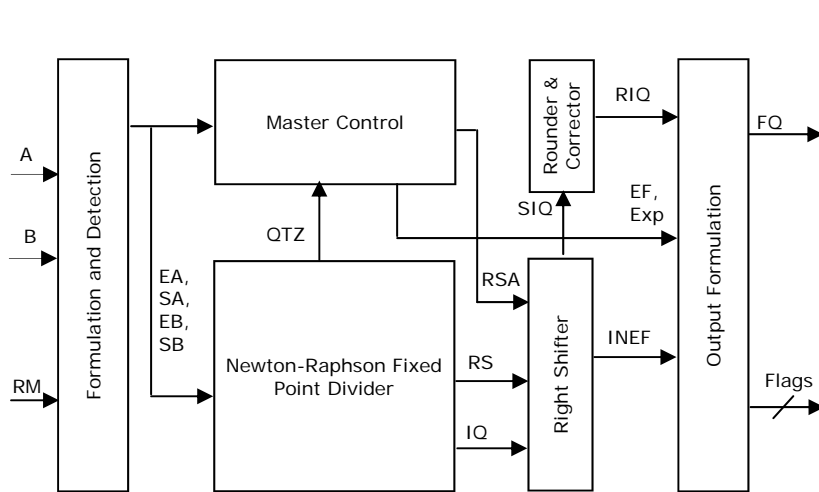 A
B
RM
Formulation and Detection
EA,
SA,
EB,
SB
Master Control
QTZ
Newton-Raphson Fixed
Point Divider
RSA
RS
IQ
Rounder &
Corrector
SIQ
Right Shifter
RIQ
EF,
Exp
INEF
Output Formulation
FQ
Flags